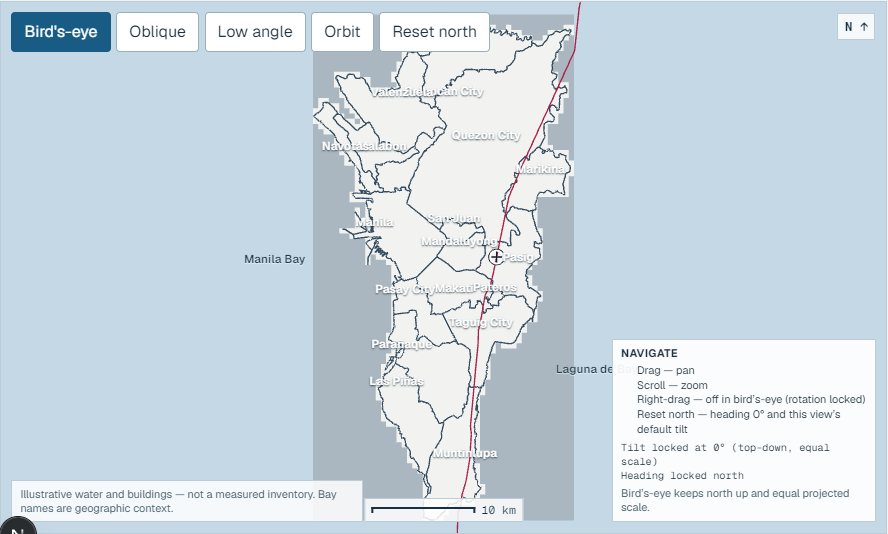 Bird's-eye
Oblique
Low angle
Orbit
Reset north
N ↑
Quezon City
Marikina
Manila
San Juan
Mandaluyong
Manila Bay
Pasig
Pasay City
Makati
Pateros
Taguig City
Parañaque
Las Piñas
Muntinlupa
Laguna de
NAVIGATE
Drag — pan
Scroll — zoom
Right-drag — off in bird's-eye (rotation locked)
Reset north — heading 0° and this view's
default tilt
Tilt locked at 0° (top-down, equal
scale)
Heading locked north
Bird's-eye keeps north up and equal projected
scale.
Illustrative water and buildings — not a measured inventory. Bay
names are geographic context.
10 km
N